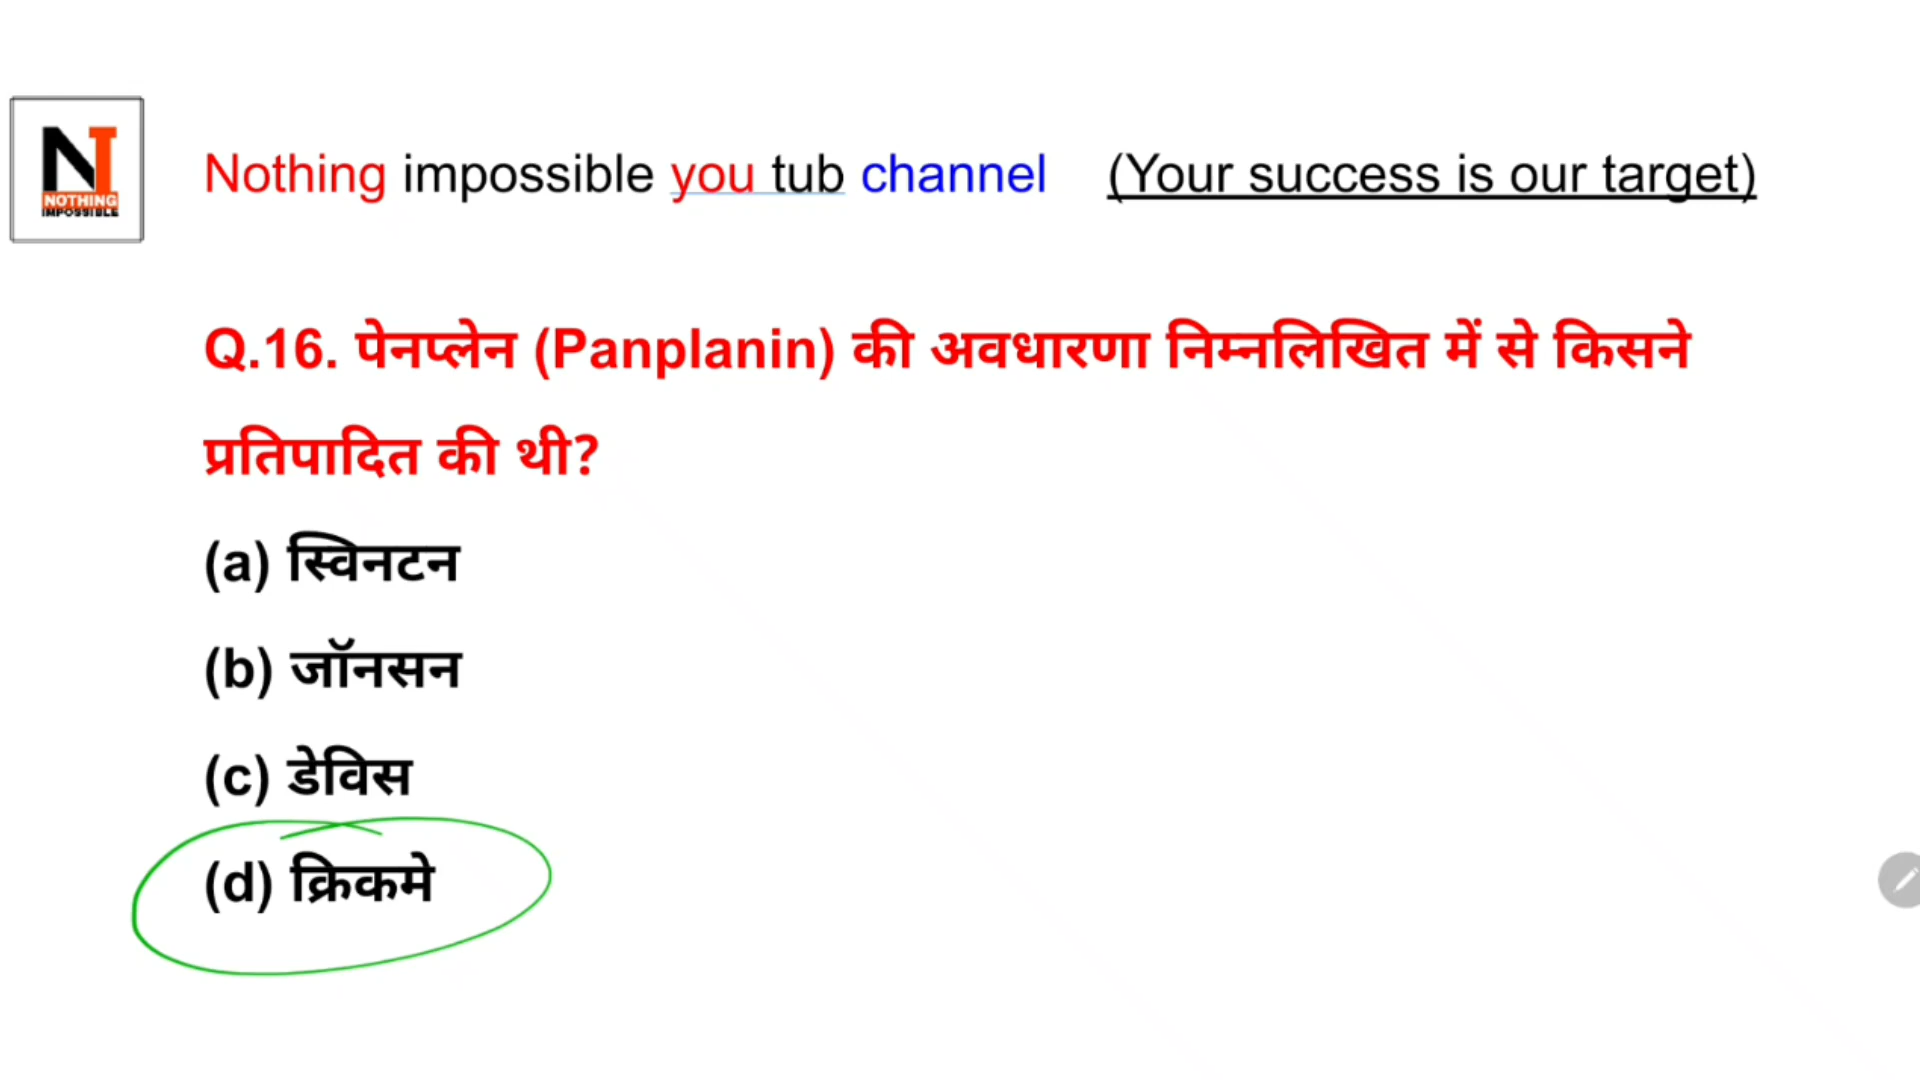 NOTHING
IMPOSSIBLE
Nothing impossible you tub channel (Your success is our target)
Q.16. पेनप्लेन (Panplanin) की अवधारणा निम्नलिखित में से किसने
प्रतिपादित की थी?
(a) स्विनटन
(b) जॉनसन
(c) डेविस
(d) क्रिकमे